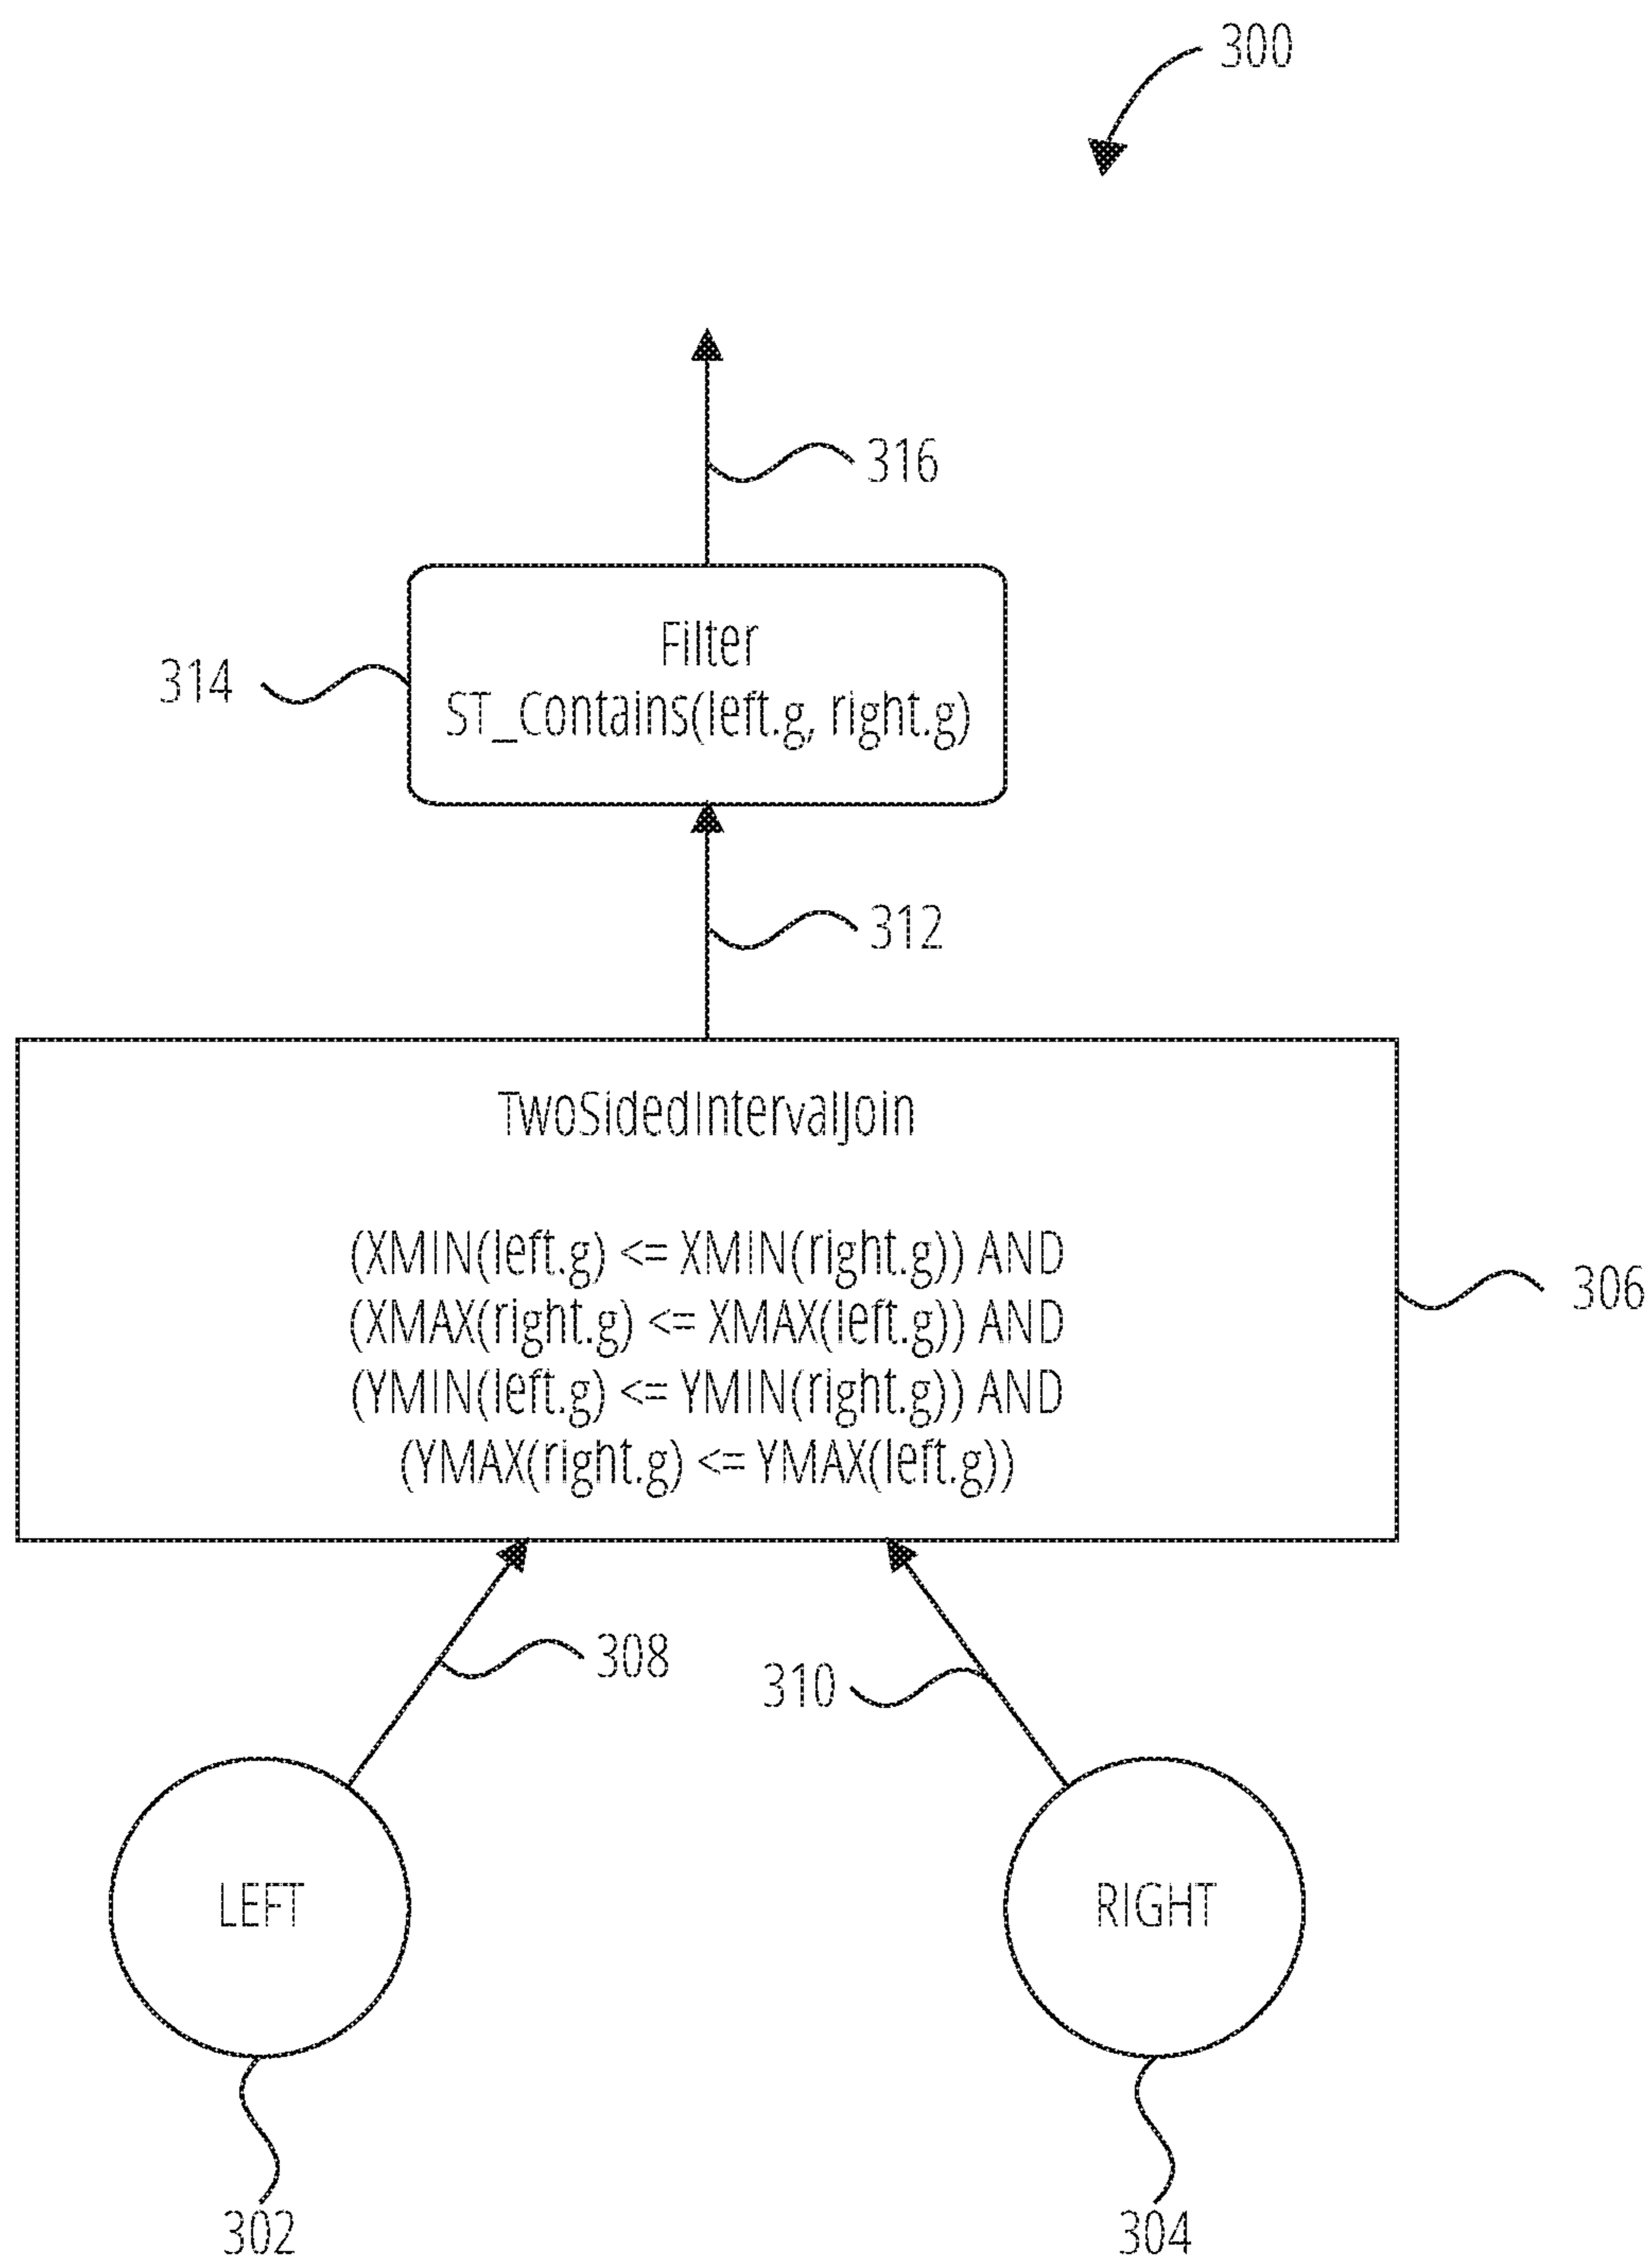 300
316
Filter
314
ST_Contains(left.g, right.g)
312
TwoSidedIntervalJoin
(XMIN(left.g) <= XMIN(right.g)) AND
306
(XMAX(right.g) <= XMAX(left.g)) AND
(YMIN(left.g) <= YMIN(right.g)) AND
(YMAX(right.g) <= YMAX(left.g))
308
310
LEFT
RIGHT
302
304